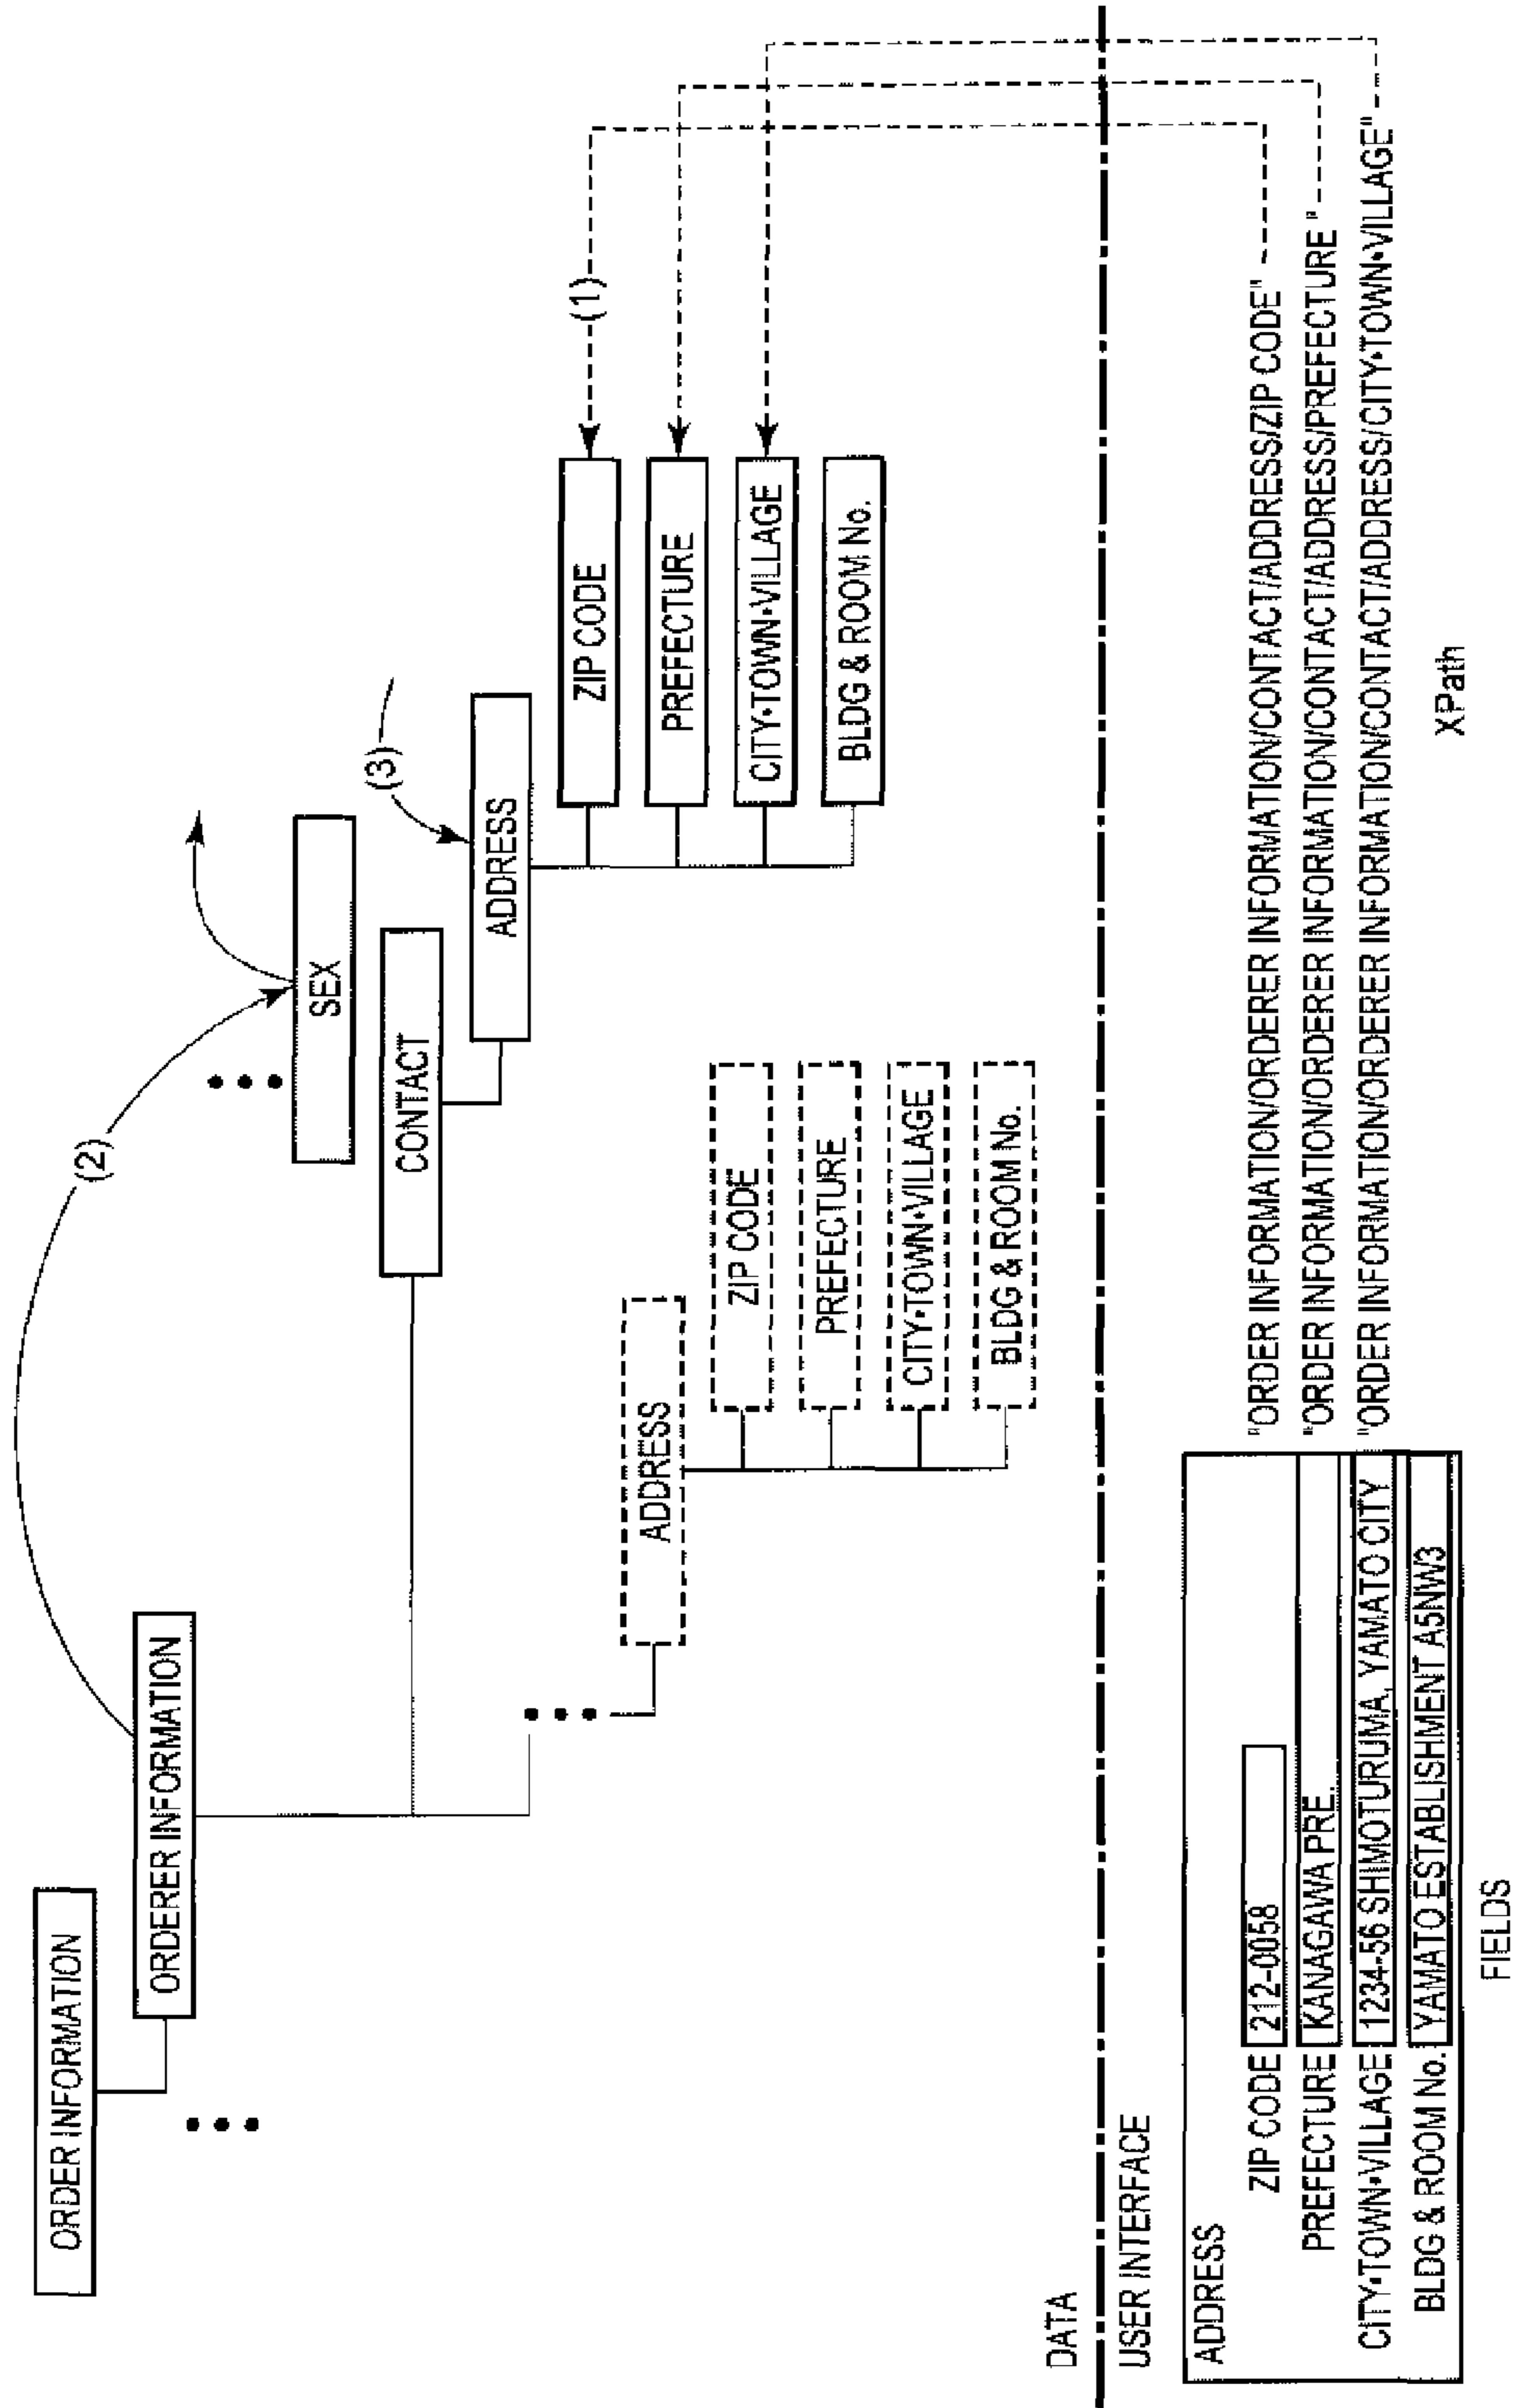 ORDER INFORMATION
ORDERER INFORMATION
(2)
SEX
CONTACT
(3)
ADDRESS
ZIP CODE
(1)
PREFECTURE
CITY•TOWN•VILLAGE
BLDG & ROOM No.
ADDRESS
ZIP CODE
PREFECTURE
CITY•TOWN•VILLAGE
BLDG & ROOM No.
DATA
USER INTERFACE
ADDRESS
ZIP CODE 212-0058 "ORDER INFORMATION/ORDERER INFORMATION/CONTACT/ADDRESS/ZIP CODE"
PREFECTURE KANAGAWA PRE. "ORDER INFORMATION/ORDERER INFORMATION/CONTACT/ADDRESS/PREFECTURE "
CITY•TOWN•VILLAGE 1234-56 SHIMOTURUMA, YAMATO CITY "ORDER INFORMATION/ORDERER INFORMATION/CONTACT/ADDRESS/CITY•TOWN•VILLAGE"
BLDG & ROOM No. YAMATO ESTABLISHMENT A5NW3
FIELDS
XPath